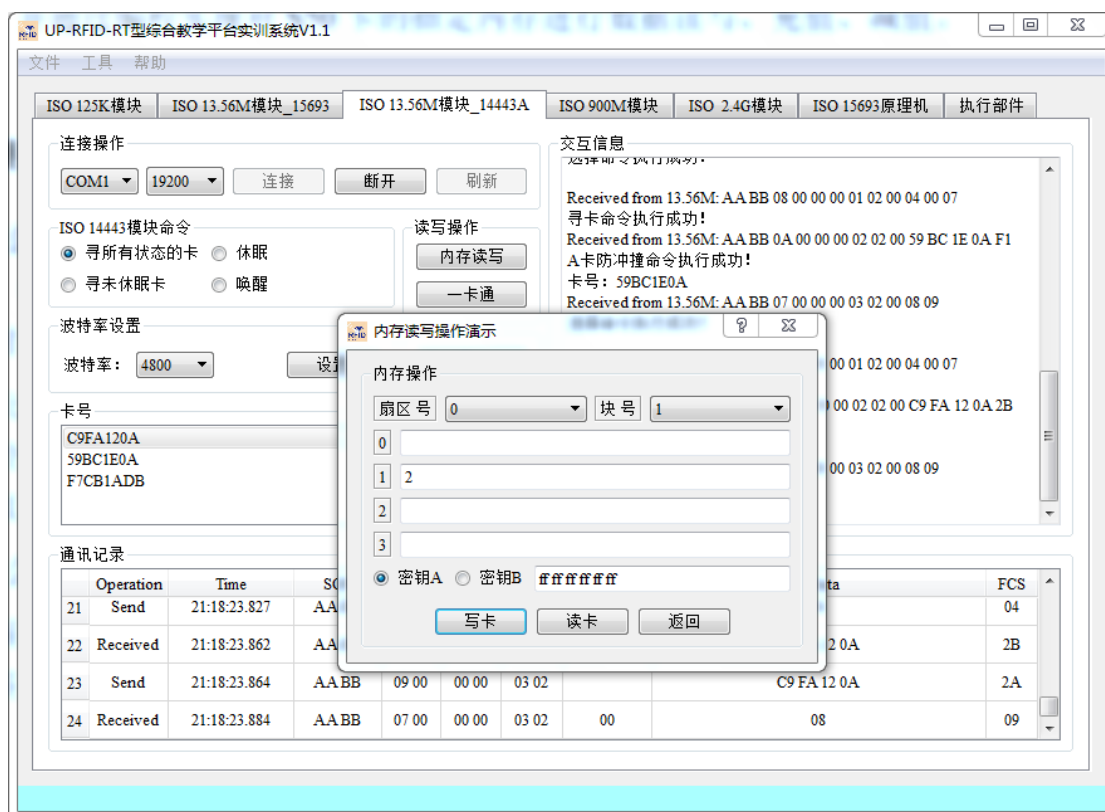 UP-RFID-RT型综合教学平台实训系统V1.1
文件 工具 帮助
ISO 125K模块 ISO 13.56M模块_15693 ISO 13.56M模块_14443A ISO 900M模块 ISO 2.4G模块 ISO 15693原理机 执行部件
连接操作
COM1 19200 连接 断开 刷新
ISO 14443模块命令
寻所有状态的卡 休眠
寻未休眠卡 唤醒
读写操作
内存读写
一卡通
波特率设置
波特率： 4800
卡号
C9FA120A
59BC1E0A
F7CB1ADB
交互信息
选择命令执行成功!
Received from 13.56M: AA BB 08 00 00 00 01 02 00 04 00 07
寻卡命令执行成功!
Received from 13.56M: AA BB 0A 00 00 00 02 02 00 59 BC 1E 0A F1
A卡防冲撞命令执行成功!
卡号：59BC1E0A
Received from 13.56M: AA BB 07 00 00 00 03 02 00 08 09
00 01 02 00 04 00 07
00 02 02 00 C9 FA 12 0A 2B
00 03 02 00 08 09
内存读写操作演示
内存操作
扇区号 0 块号 1
0
1 2
2
3
密钥A 密钥B ffffffffff
写卡 读卡 返回
通讯记录
Operation Time FCS
21 Send 21:18:23.827 AA 04
22 Received 21:18:23.862 AA 2 0A 2B
23 Send 21:18:23.864 AA BB 09 00 00 00 03 02 C9 FA 12 0A 2A
24 Received 21:18:23.884 AA BB 07 00 00 00 03 02 00 08 09